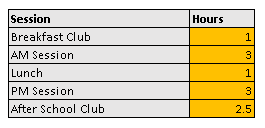 Session Hours
Breakfast Club 1
AM Session 3
Lunch 1
PM Session 3
After School Club 2.5